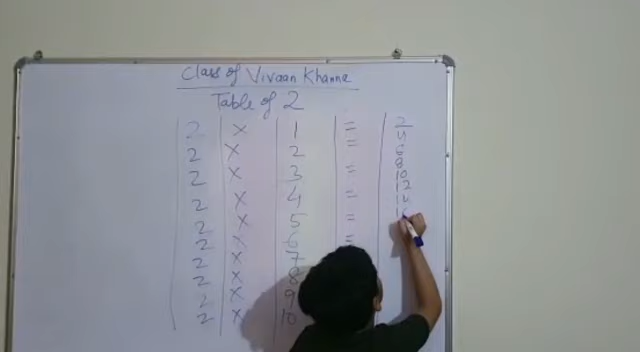 Class of Vivaan Khanna
Table of 2
2 x 1 = 2
2 x 2 = 4
2 x 3 = 6
2 x 4 = 8
2 x 5 = 10
2 x 6 = 12
2 x 7 14
2 x 8
2 x 9
2 x 10